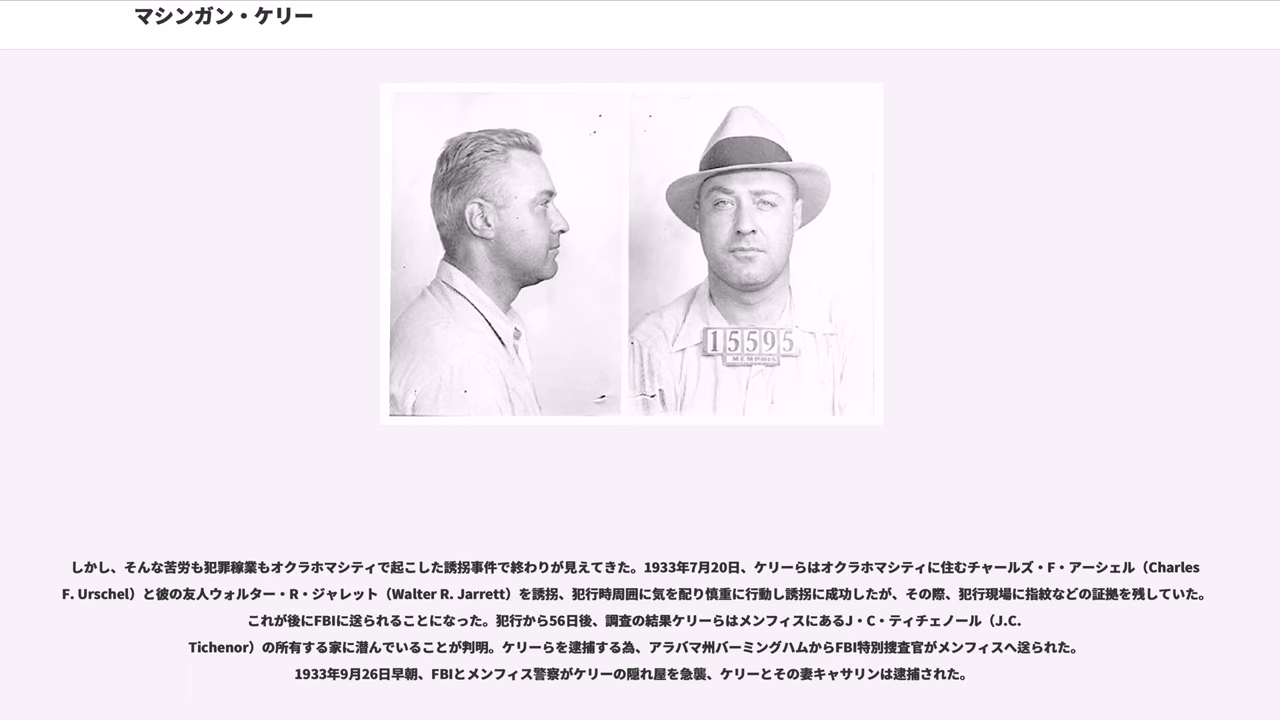 マシンガン・ケリー
15595
MEMPHIS
しかし、そんな苦労も犯罪稼業もオクラホマシティで起こした誘拐事件で終わりが見えてきた。1933年7月20日、ケリーらはオクラホマシティに住むチャールズ・F・アーシェル（Charles
F. Urschel）と彼の友人ウォルター・R・ジャレット（Walter R. Jarrett）を誘拐、犯行時周囲に気を配り慎重に行動し誘拐に成功したが、その際、犯行現場に指紋などの証拠を残していた。
これが後にFBIに送られることになった。犯行から56日後、調査の結果ケリーらはメンフィスにあるJ・C・ティチェノール（J.C.
Tichenor）の所有する家に潜んでいることが判明。ケリーらを逮捕する為、アラバマ州バーミングハムからFBI特別捜査官がメンフィスへ送られた。
1933年9月26日早朝、FBIとメンフィス警察がケリーの隠れ屋を急襲、ケリーとその妻キャサリンは逮捕された。